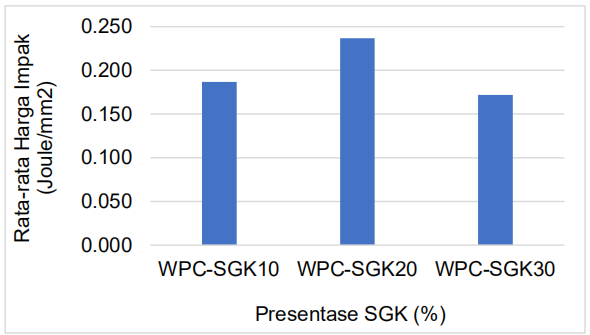 Rata-rata Harga Impak
(Joule/mm2)
0.250
0.200
0.150
0.100
0.050
0.000
WPC-SGK10 WPC-SGK20 WPC-SGK30
Presentase SGK (%)